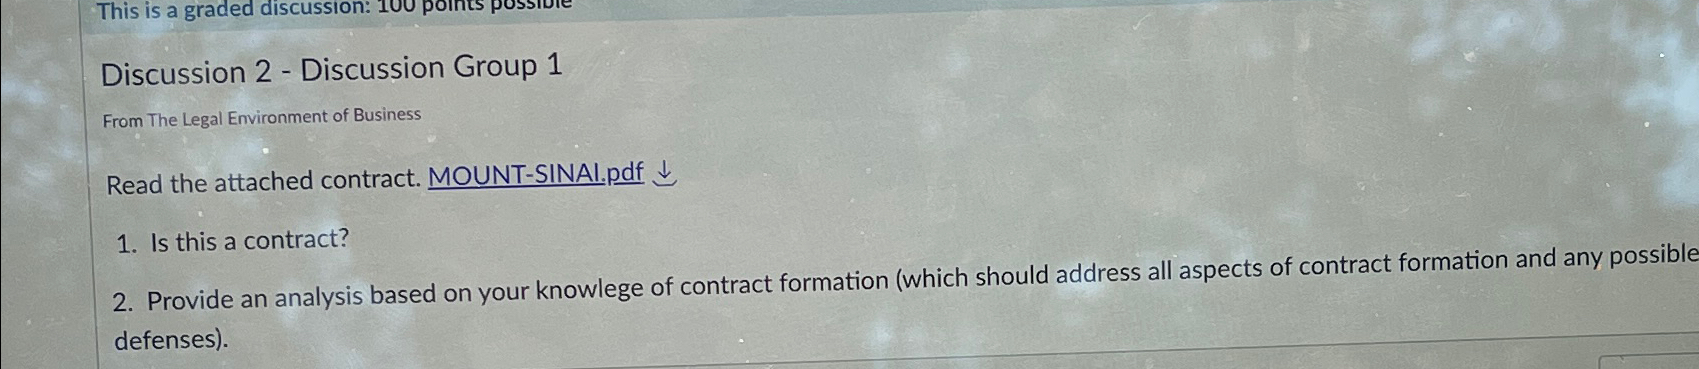 This is a graded discussion: 100 points possible
Discussion 2 - Discussion Group 1
From The Legal Environment of Business
Read the attached contract. MOUNT-SINAI.pdf
1. Is this a contract?
2. Provide an analysis based on your knowlege of contract formation (which should address all aspects of contract formation and any possible
defenses).